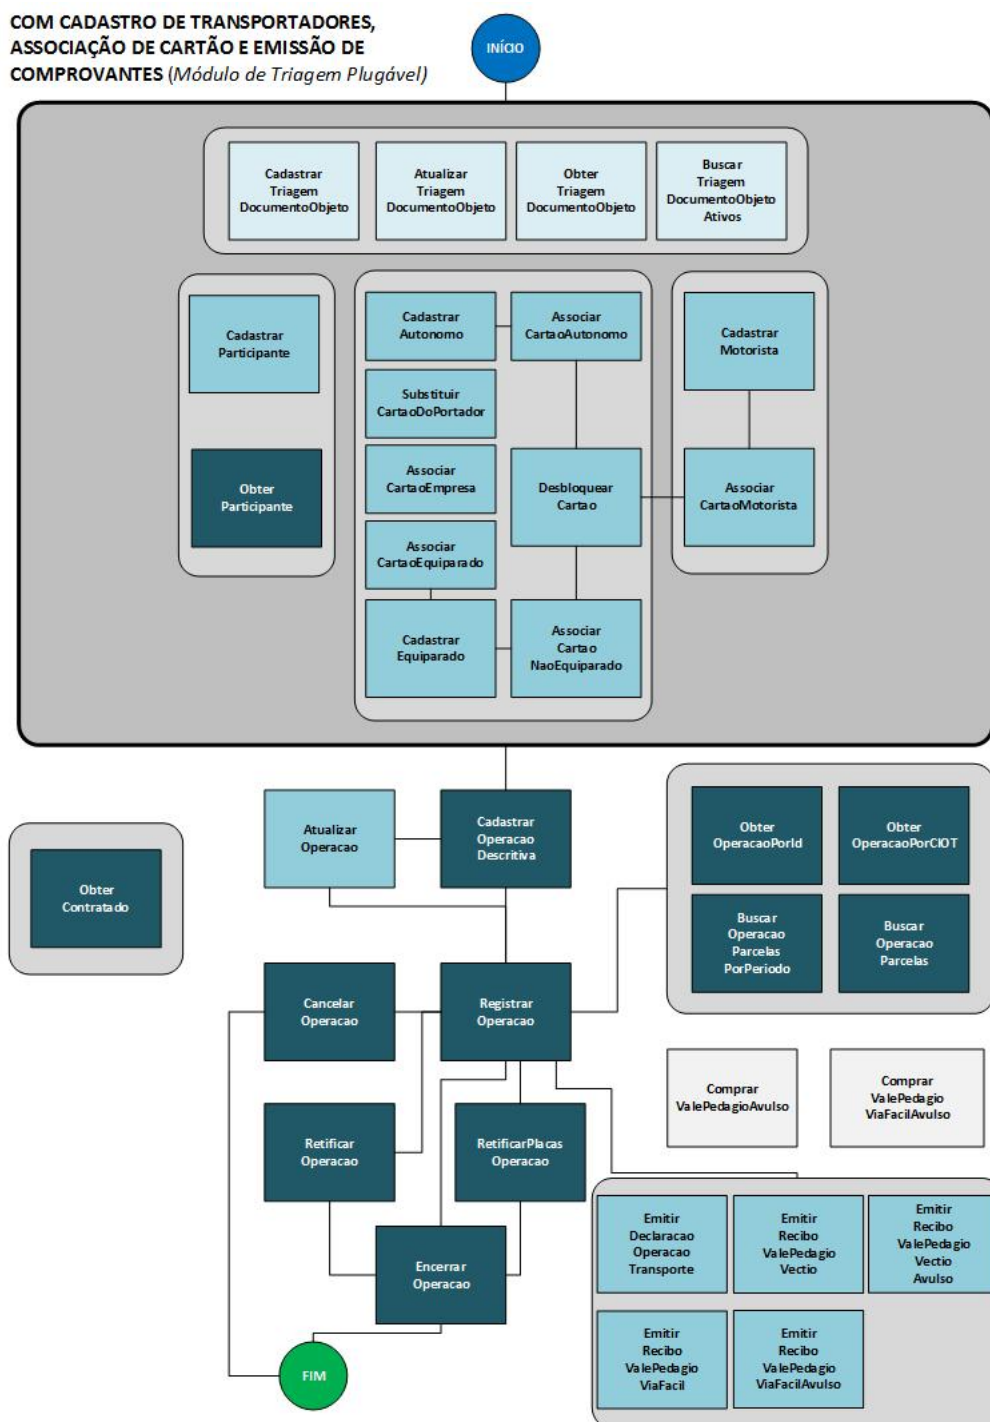 COM CADASTRO DE TRANSPORTADORES,
ASSOCIAÇÃO DE CARTÃO E EMISSÃO DE
COMPROVANTES (Módulo de Triagem Plugável)
INÍCIO
Cadastrar
Triagem
DocumentoObjeto
Atualizar
Triagem
DocumentoObjeto
Obter
Triagem
DocumentoObjeto
Buscar
Triagem
DocumentoObjeto
Ativos
Cadastrar
Participante
Obter
Participante
Cadastrar
Autonomo
Associar
CartaoAutonomo
Substituir
CartaoDoPortador
Associar
CartaoEmpresa
Desbloquear
Cartao
Associar
CartaoEquiparado
Cadastrar
Equiparado
Associar
Cartao
NaoEquiparado
Cadastrar
Motorista
Associar
CartaoMotorista
Atualizar
Operacao
Cadastrar
Operacao
Descritiva
Obter
OperacaoPorId
Obter
OperacaoPorCIOT
Buscar
Operacao
Parcelas
PorPeriodo
Buscar
Operacao
Parcelas
Obter
Contratado
Cancelar
Operacao
Registrar
Operacao
Comprar
ValePedagioAvulso
Comprar
ValePedagio
ViaFacilAvulso
Retificar
Operacao
RetificarPlacas
Operacao
Encerrar
Operacao
Emitir
Declaracao
Operacao
Transporte
Emitir
Recibo
ValePedagio
Vectio
Emitir
Recibo
ValePedagio
Vectio
Avulso
Emitir
Recibo
ValePedagio
ViaFacil
Emitir
Recibo
ValePedagio
ViaFacilAvulso
FIM